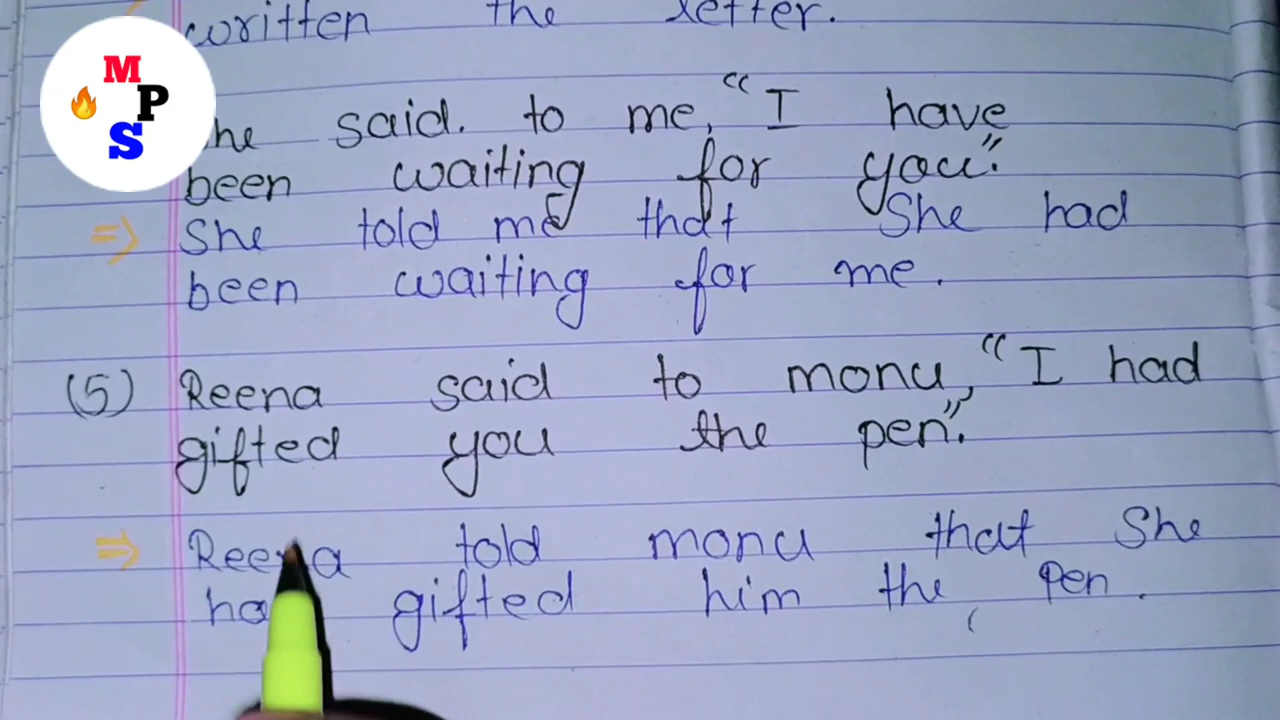 written the letter.
M
P
S
he said. to me, "I have
been waiting for you".
⇒ She told me that She had
been waiting for me.
(5) Reena said to monu, "I had
gifted you the pen".
⇒ Reena told monu that She
gifted him the pen.